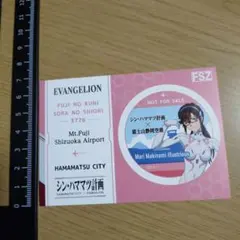 EVANGELION
FUJI NO KUNI
SORA NO SHIORI
3776
Mt.Fuji
Shizuoka Airport
HAMAMATSU CITY
シン・ハママツ計画
FSZ
NOT FOR SALE
シン・ハママツ計画
×
富士山静岡空港
Mari Makinami Illustrious